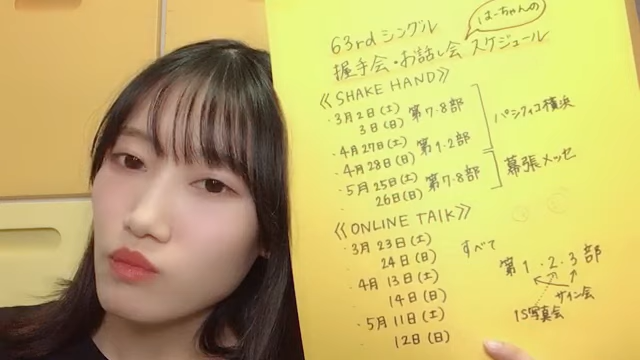 63rdシングル
はーちゃんの
握手会・お話し会 スケジュール
《SHAKE HAND》
・3月2日(土) 第7・8部
3日(日)
・4月27日(土)
・4月28日(日) 第1・2部
パシフィコ横浜
・5月25日(土)
26日(日) 第7・8部
幕張メッセ
《ONLINE TAlK》
・3月23日(土)
24日(日)
・4月13日(土)
14日(日)
・5月11日(土)
12日(日)
すべて
第1・2・3部
サイン会
1S写真会